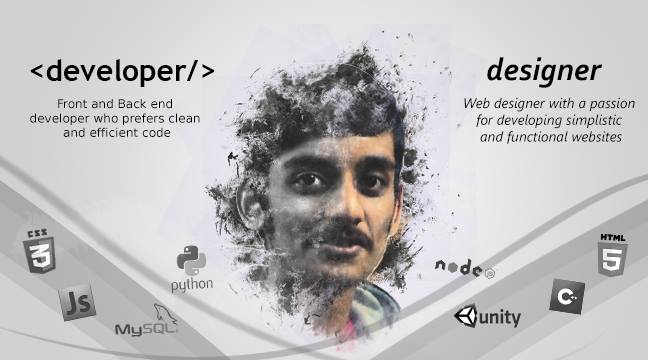 <developer/>
Front and Back end
developer who prefers clean
and efficient code
designer
Web designer with a passion
for developing simplistic
and functional websites
CSS
3
Js
python
MySQL
node
JS
unity
C++
HTML
5